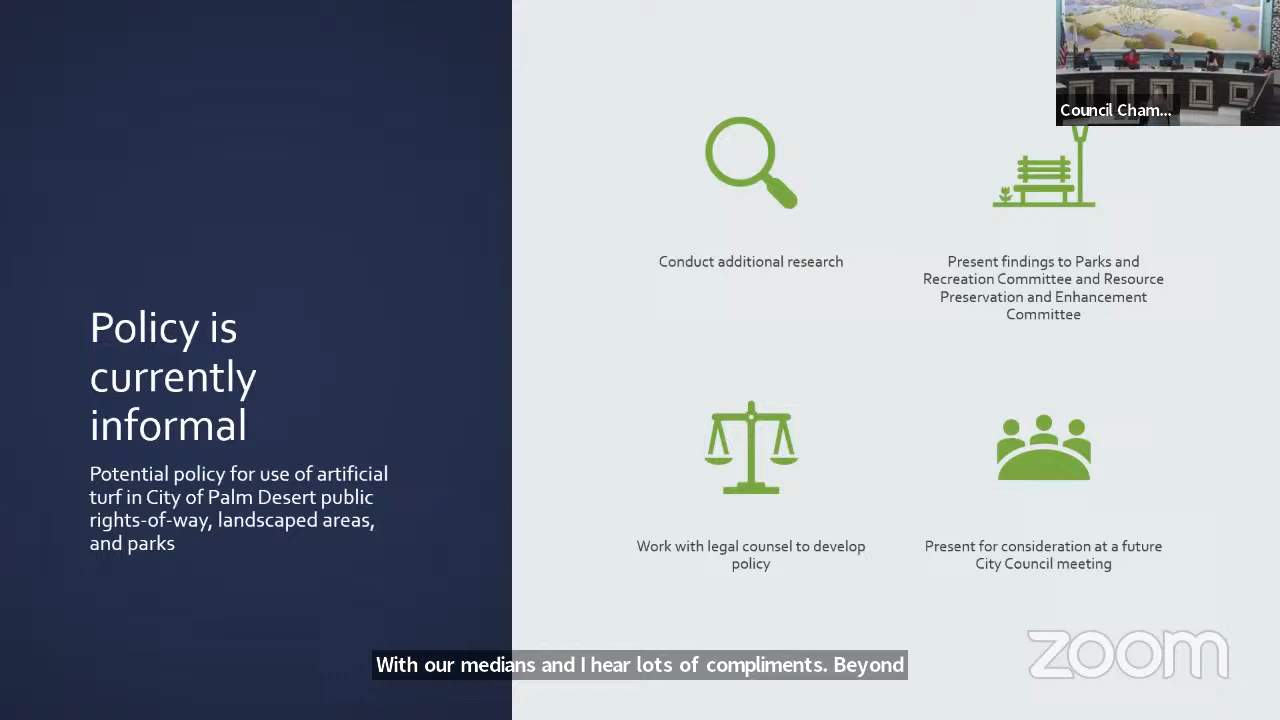 Council Cham...
Policy is
currently
informal
Potential policy for use of artificial
turf in City of Palm Desert public
rights-of-way, landscaped areas,
and parks
Conduct additional research
Present findings to Parks and
Recreation Committee and Resource
Preservation and Enhancement
Committee
Work with legal counsel to develop
policy
Present for consideration at a future
City Council meeting
With our medians and I hear lots of compliments. Beyond
zoom